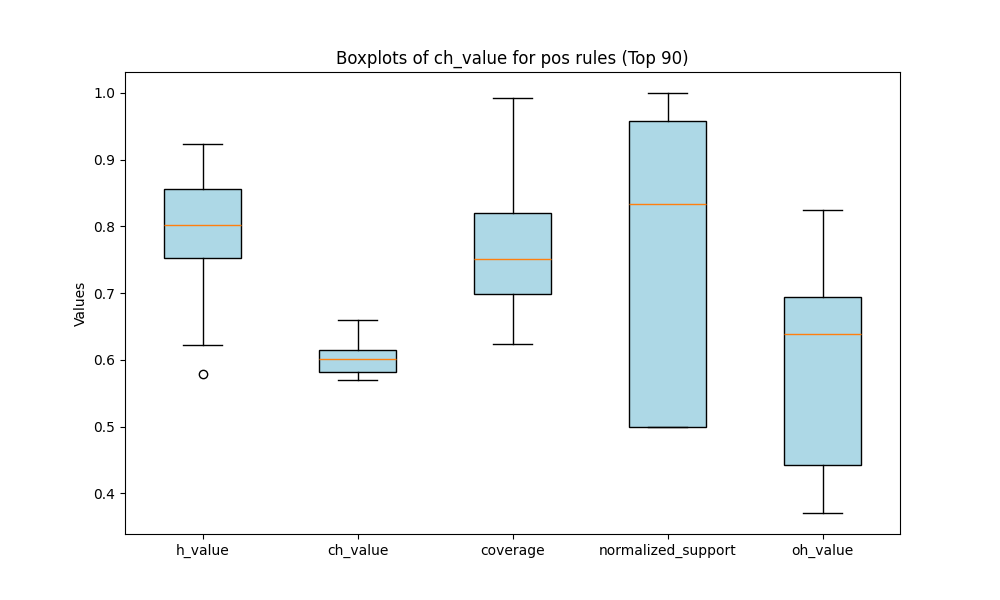 Boxplots of ch_value for pos rules (Top 90)
Values
1.0
0.9
0.8
0.7
0.6
0.5
0.4
h_value
ch_value
coverage
normalized_support
oh_value